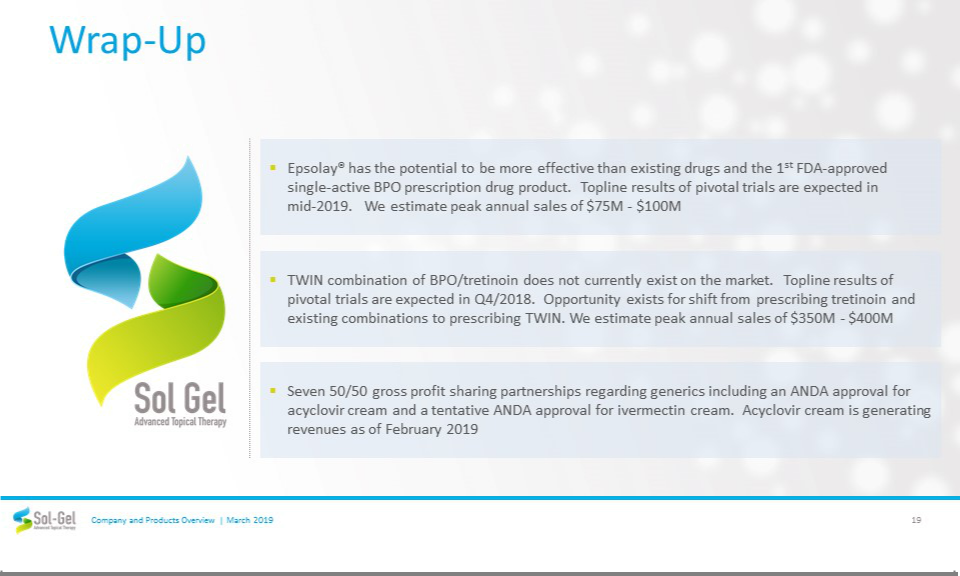 Wrap-Up
Epsolay® has the potential to be more effective than existing drugs and the 1st FDA-approved
single-active BPO prescription drug product. Topline results of pivotal trials are expected in
mid-2019. We estimate peak annual sales of $75M - $100M
TWIN combination of BPO/tretinoin does not currently exist on the market. Topline results of
pivotal trials are expected in Q4/2018. Opportunity exists for shift from prescribing tretinoin and
existing combinations to prescribing TWIN. We estimate peak annual sales of $350M - $400M
Sol Gel
Advanced Topical Therapy
Seven 50/50 gross profit sharing partnerships regarding generics including an ANDA approval for
acyclovir cream and a tentative ANDA approval for ivermectin cream. Acyclovir cream is generating
revenues as of February 2019
Sol-Gel
Advanced Topical Therapy
Company and Products Overview | March 2019
19